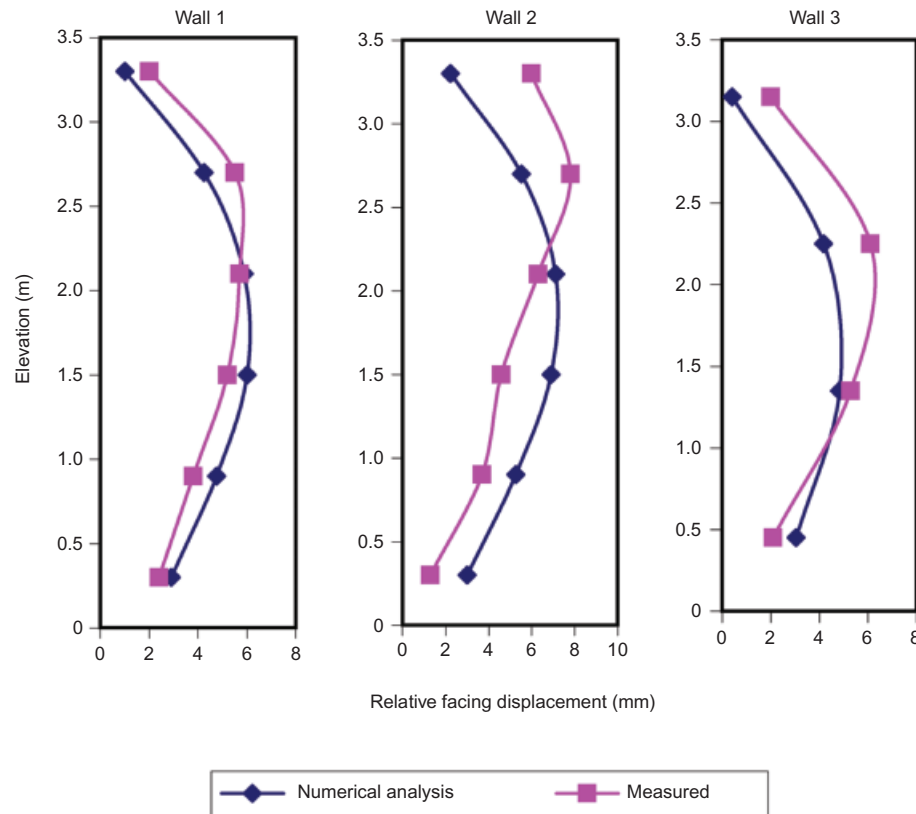 Wall 1
Wall 2
Wall 3
Elevation (m)
3.5
3.0
2.5
2.0
1.5
1.0
0.5
0
0 2 4 6 8
3.5
3.0
2.5
2.0
1.5
1.0
0.5
0
0 2 4 6 8 10
3.5
3.0
2.5
2.0
1.5
1.0
0.5
0
0 2 4 6 8
Relative facing displacement (mm)
Numerical analysis
Measured